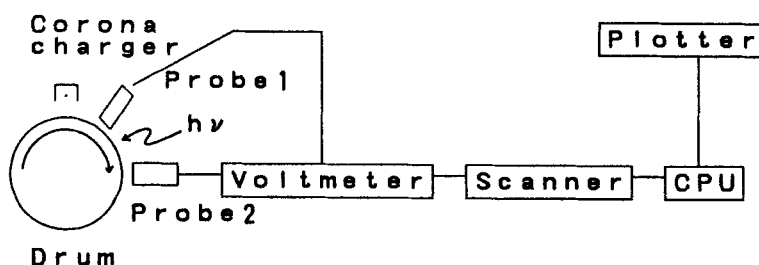 Corona
charger
Plotter
Probe1
hν
Voltmeter
Scanner
CPU
Probe2
Drum